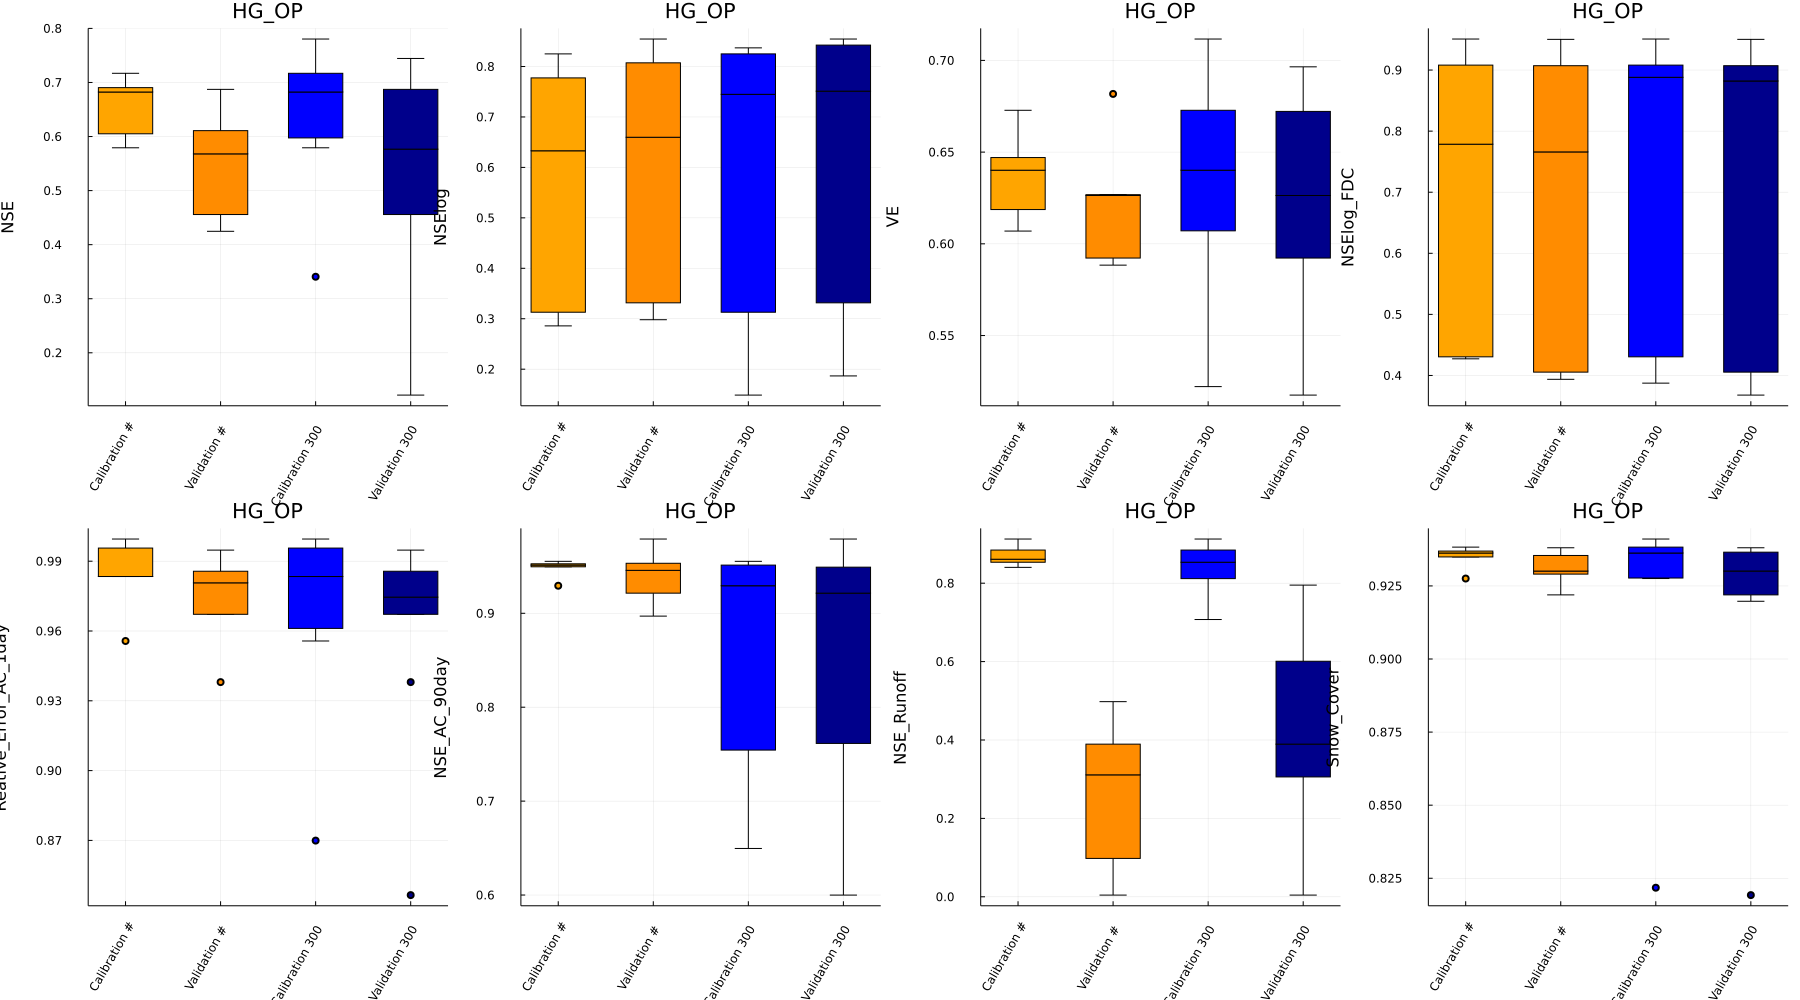 HG_OP HG_OP HG_OP HG_OP
NSE
0.8
0.7
0.6
0.5
0.4
0.3
0.2
Calibration # Validation # Calibration 300 Validation 300
NSElog
0.8
0.7
0.6
0.5
0.4
0.3
0.2
Calibration # Validation # Calibration 300 Validation 300
VE
0.70
0.65
0.60
0.55
Calibration # Validation # Calibration 300 Validation 300
NSElog_FDC
0.9
0.8
0.7
0.6
0.5
0.4
Calibration # Validation # Calibration 300 Validation 300
HG_OP HG_OP HG_OP HG_OP
Reative_Error_AC_1day
0.99
0.96
0.93
0.90
0.87
Calibration # Validation # Calibration 300 Validation 300
NSE_AC_90day
0.9
0.8
0.7
0.6
Calibration # Validation # Calibration 300 Validation 300
NSE_Runoff
0.8
0.6
0.4
0.2
0.0
Calibration # Validation # Calibration 300 Validation 300
Snow_Cover
0.925
0.900
0.875
0.850
0.825
Calibration # Validation # Calibration 300 Validation 300